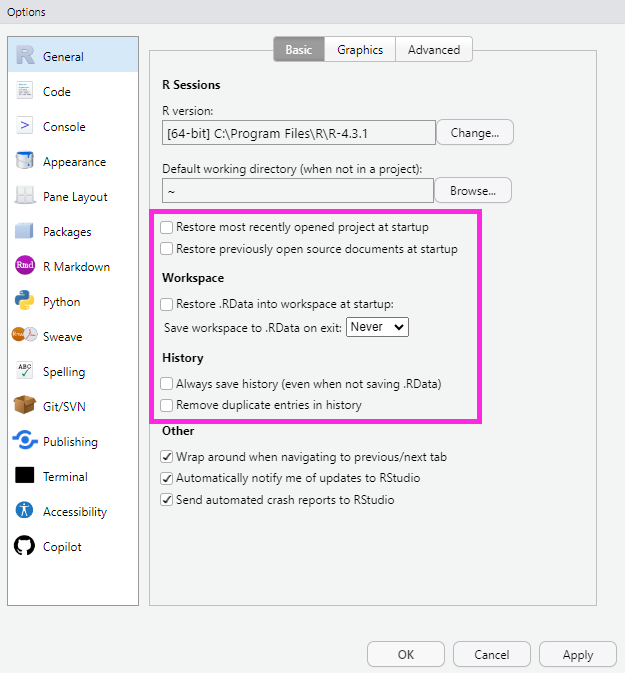 Options
R General
Code
Console
Appearance
Pane Layout
Packages
Rmd R Markdown
Python
Sweave
ABC Spelling
Git/SVN
Publishing
Terminal
Accessibility
Copilot
Basic Graphics Advanced
R Sessions
R version:
[64-bit] C:\Program Files\R\R-4.3.1 Change...
Default working directory (when not in a project):
~ Browse...
Restore most recently opened project at startup
Restore previously open source documents at startup
Workspace
Restore .RData into workspace at startup:
Save workspace to .RData on exit: Never
History
Always save history (even when not saving .RData)
Remove duplicate entries in history
Other
Wrap around when navigating to previous/next tab
Automatically notify me of updates to RStudio
Send automated crash reports to RStudio
OK Cancel Apply